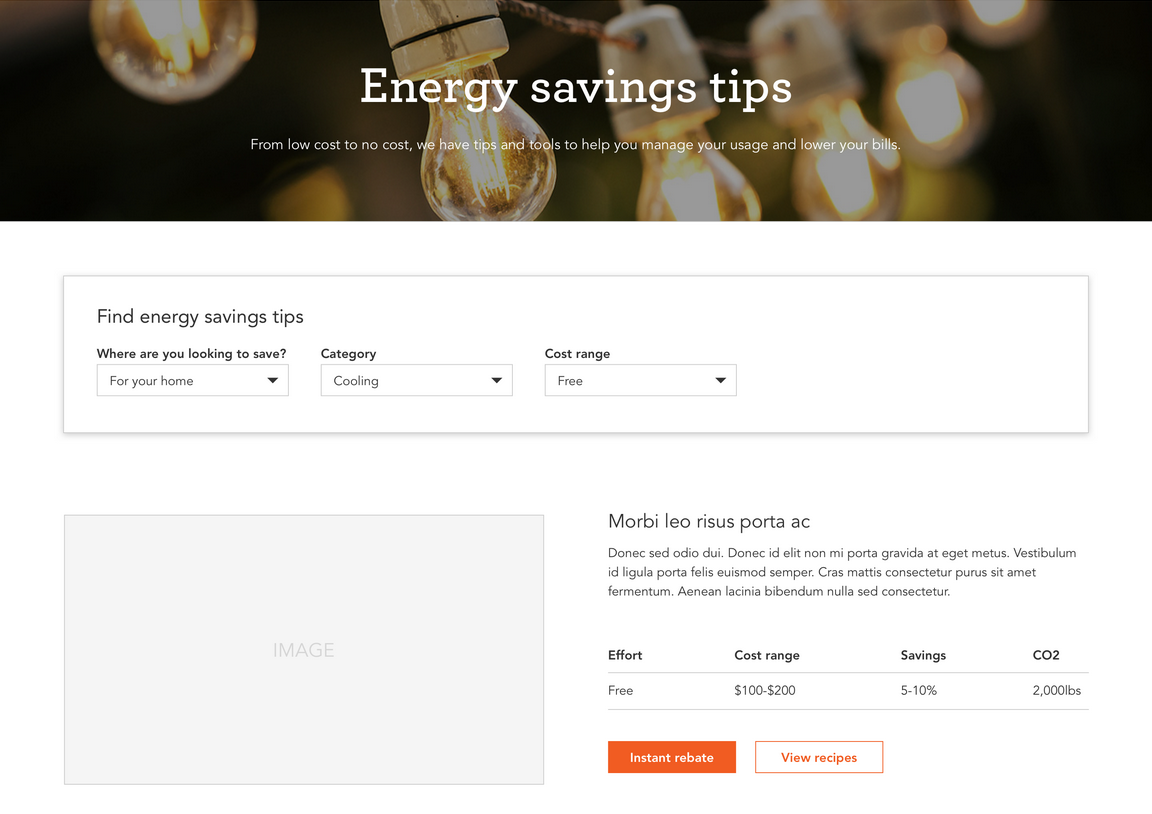 Energy savings tips
From low cost to no cost, we have tips and tools to help you manage your usage and lower your bills.
Find energy savings tips
Where are you looking to save? Category Cost range
For your home Cooling Free
IMAGE
Morbi leo risus porta ac
Donec sed odio dui. Donec id elit non mi porta gravida at eget metus. Vestibulum
id ligula porta felis euismod semper. Cras mattis consectetur purus sit amet
fermentum. Aenean lacinia bibendum nulla sed consectetur.
Effort Cost range Savings CO2
Free $100-$200 5-10% 2,000lbs
Instant rebate View recipes